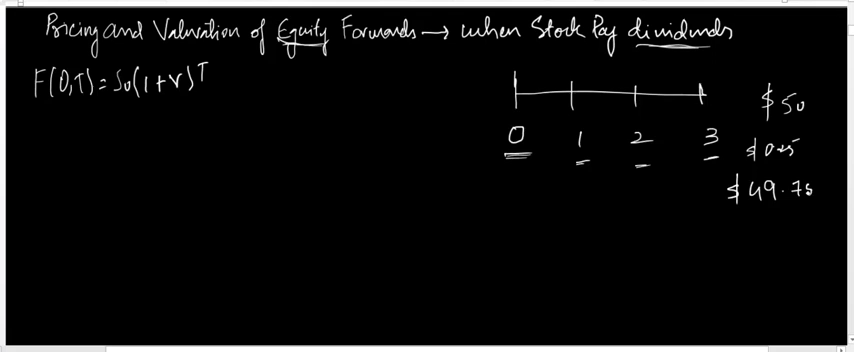 Pricing and Valuation of Equity Forwards → when Stock Pay dividends
F(0,T) = S0(1+r)^T
0 1 2 3
$50
$0.25
$49.75